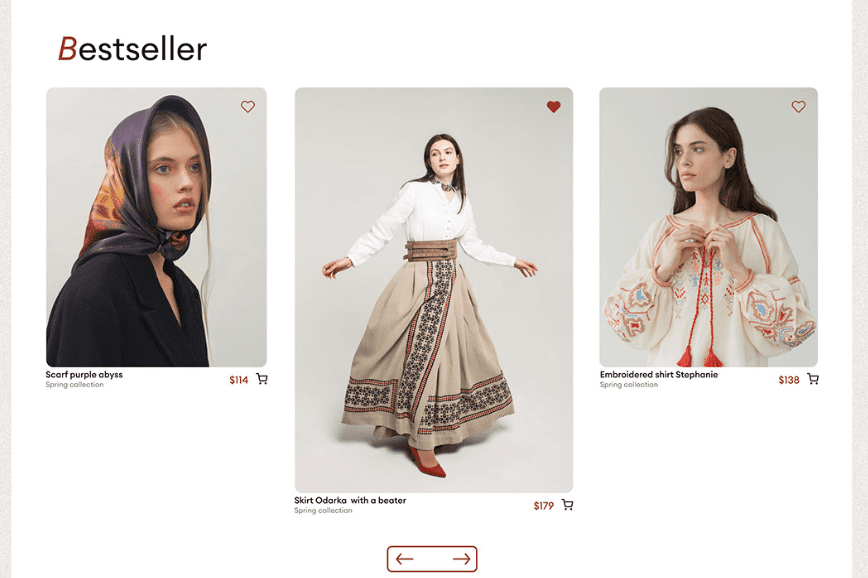 Bestseller
Scarf purple abyss
Spring collection
$114
Skirt Odarka with a beater
Spring collection
$179
Embroidered shirt Stephanie
Spring collection
$138